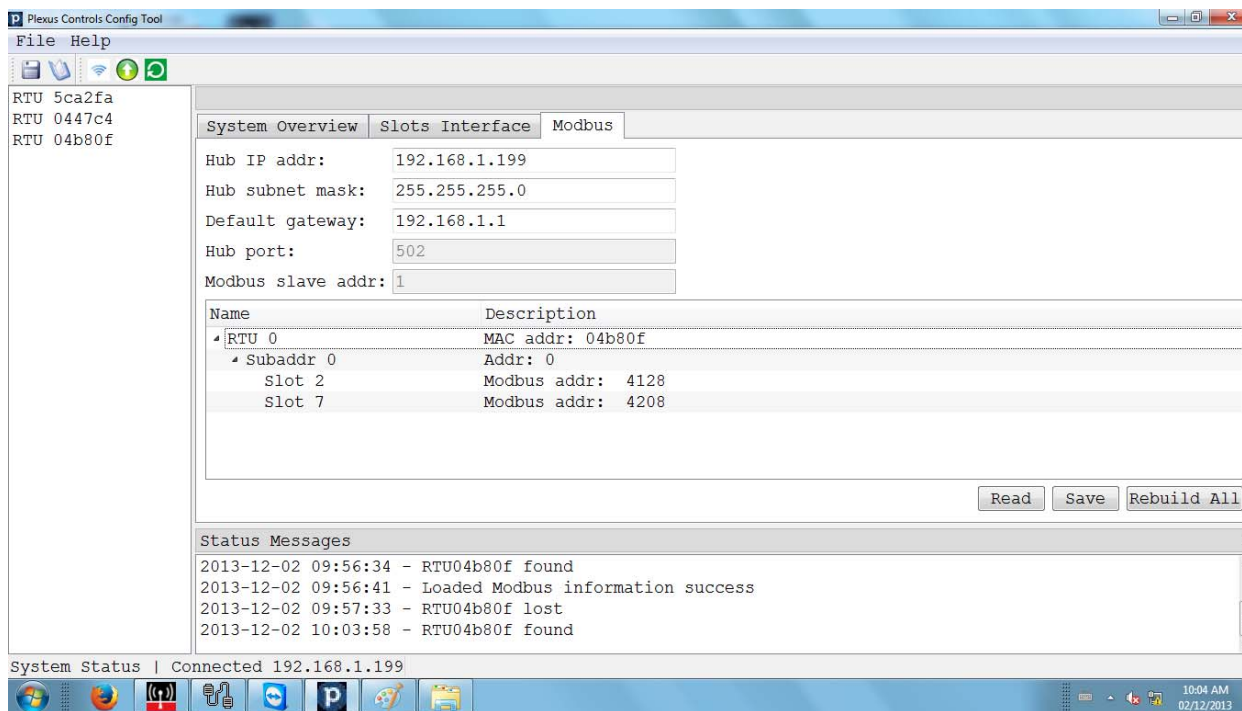 Plexus Controls Config Tool
File Help
RTU 5ca2fa
RTU 0447c4
RTU 04b80f
System Overview Slots Interface Modbus
Hub IP addr: 192.168.1.199
Hub subnet mask: 255.255.255.0
Default gateway: 192.168.1.1
Hub port: 502
Modbus slave addr: 1
Name Description
RTU 0 MAC addr: 04b80f
Subaddr 0 Addr: 0
Slot 2 Modbus addr: 4128
Slot 7 Modbus addr: 4208
Read Save Rebuild All
Status Messages
2013-12-02 09:56:34 - RTU04b80f found
2013-12-02 09:56:41 - Loaded Modbus information success
2013-12-02 09:57:33 - RTU04b80f lost
2013-12-02 10:03:58 - RTU04b80f found
System Status | Connected 192.168.1.199
10:04 AM
02/12/2013